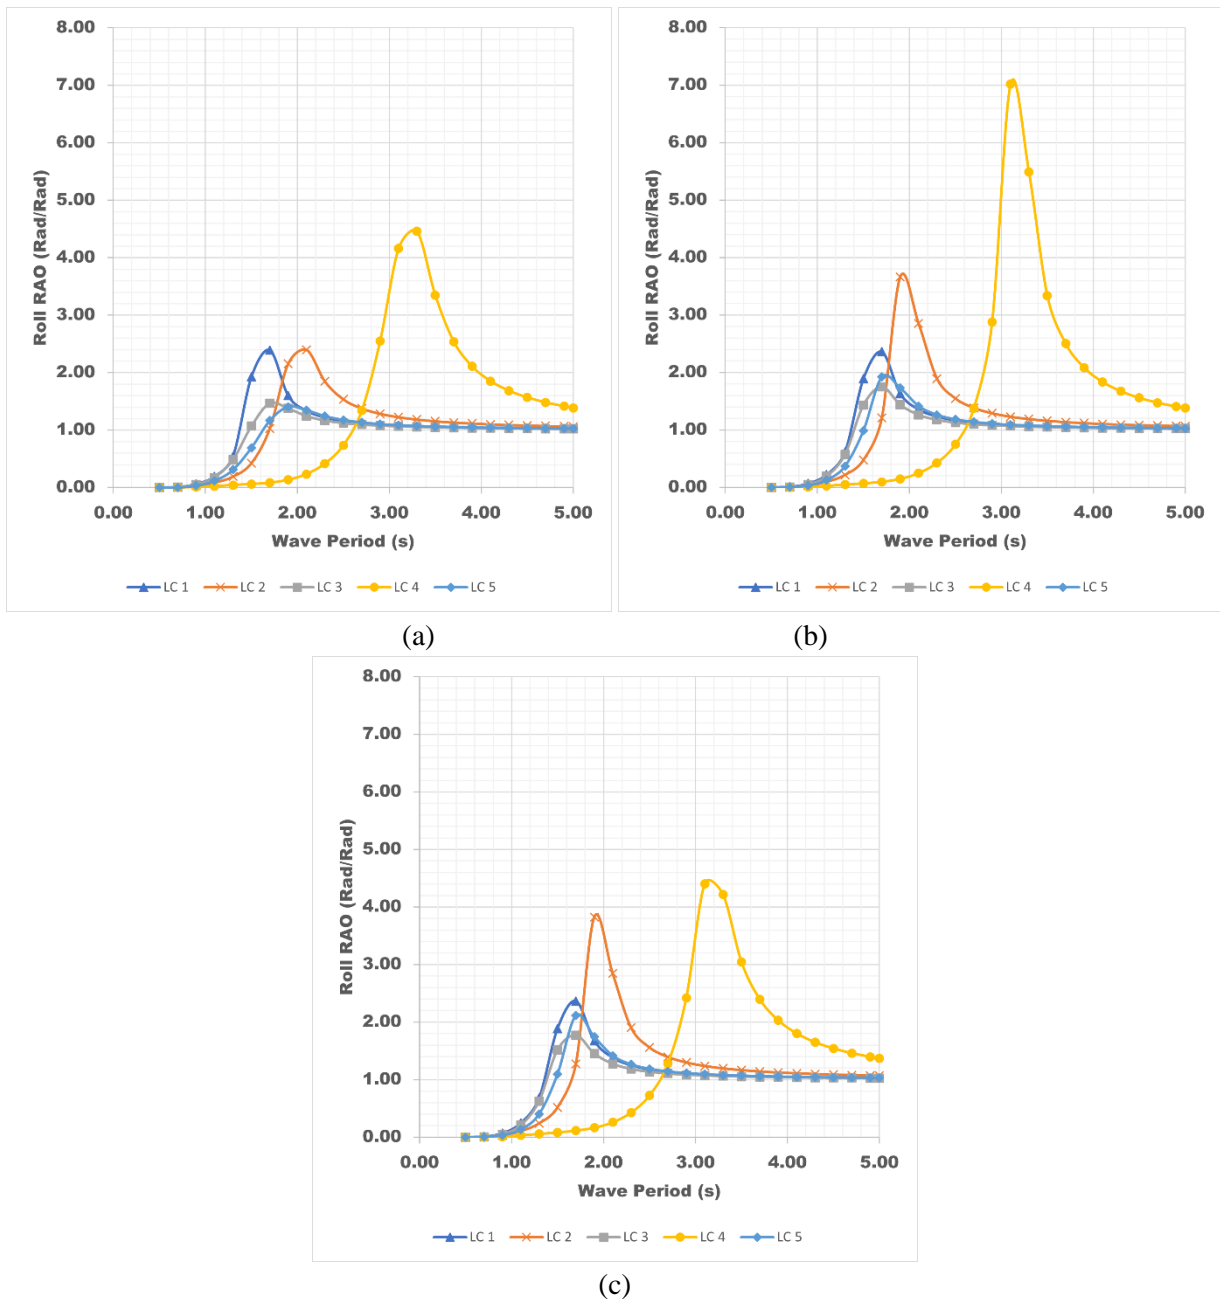 8.00
7.00
6.00
5.00
4.00
3.00
2.00
1.00
0.00
Roll RAO (Rad/Rad)
0.00 1.00 2.00 3.00 4.00 5.00
Wave Period (s)
LC 1 LC 2 LC 3 LC 4 LC 5
(a)
8.00
7.00
6.00
5.00
4.00
3.00
2.00
1.00
0.00
Roll RAO (Rad/Rad)
0.00 1.00 2.00 3.00 4.00 5.00
Wave Period (s)
LC 1 LC 2 LC 3 LC 4 LC 5
(b)
8.00
7.00
6.00
5.00
4.00
3.00
2.00
1.00
0.00
Roll RAO (Rad/Rad)
0.00 1.00 2.00 3.00 4.00 5.00
Wave Period (s)
LC 1 LC 2 LC 3 LC 4 LC 5
(c)